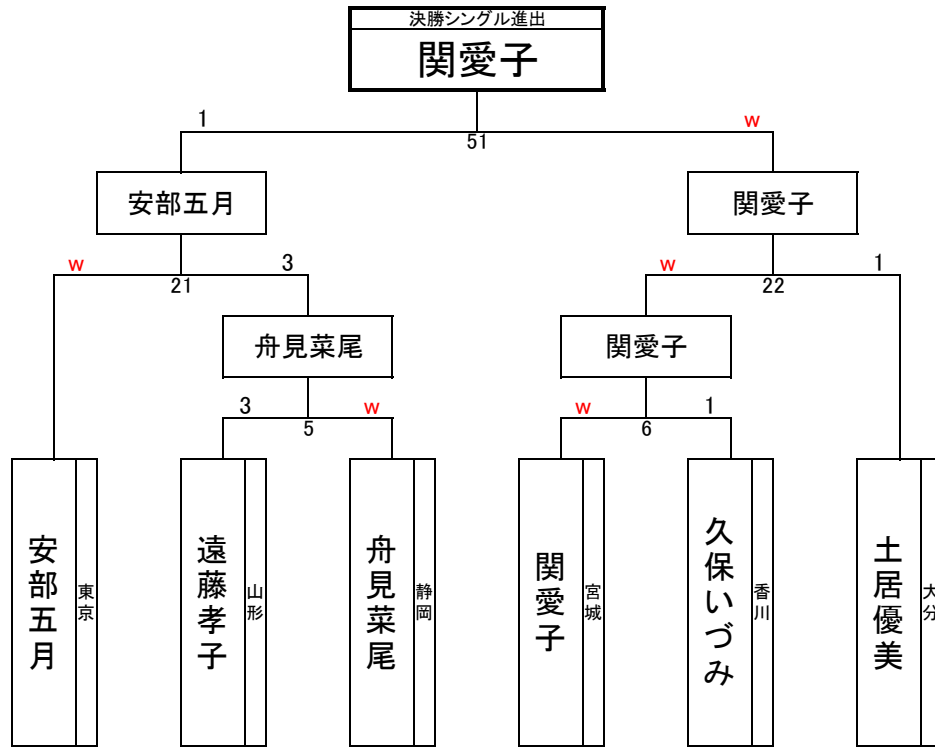 決勝シングル進出
関愛子
1
w
51
安部五月
関愛子
w
3
w
1
21
22
舟見菜尾
関愛子
3
w
w
1
5
6
安部五月
東京
遠藤孝子
山形
舟見菜尾
静岡
関愛子
宮城
久保いづみ
香川
土居優美
大分